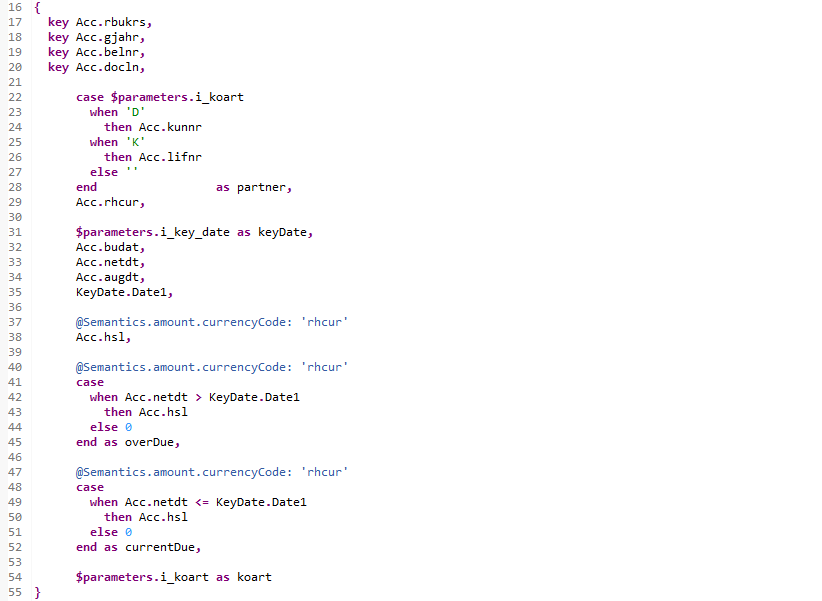 16 {
17 key Acc.rbukrs,
18 key Acc.gjahr,
19 key Acc.belnr,
20 key Acc.docln,
21
22 case $parameters.i_koart
23 when 'D'
24 then Acc.kunnr
25 when 'K'
26 then Acc.lifnr
27 else ''
28 end as partner,
29 Acc.rhcur,
30
31 $parameters.i_key_date as keyDate,
32 Acc.budat,
33 Acc.netdt,
34 Acc.augdt,
35 KeyDate.Date1,
36
37 @Semantics.amount.currencyCode: 'rhcur'
38 Acc.hsl,
39
40 @Semantics.amount.currencyCode: 'rhcur'
41 case
42 when Acc.netdt > KeyDate.Date1
43 then Acc.hsl
44 else 0
45 end as overDue,
46
47 @Semantics.amount.currencyCode: 'rhcur'
48 case
49 when Acc.netdt <= KeyDate.Date1
50 then Acc.hsl
51 else 0
52 end as currentDue,
53
54 $parameters.i_koart as koart
55 }